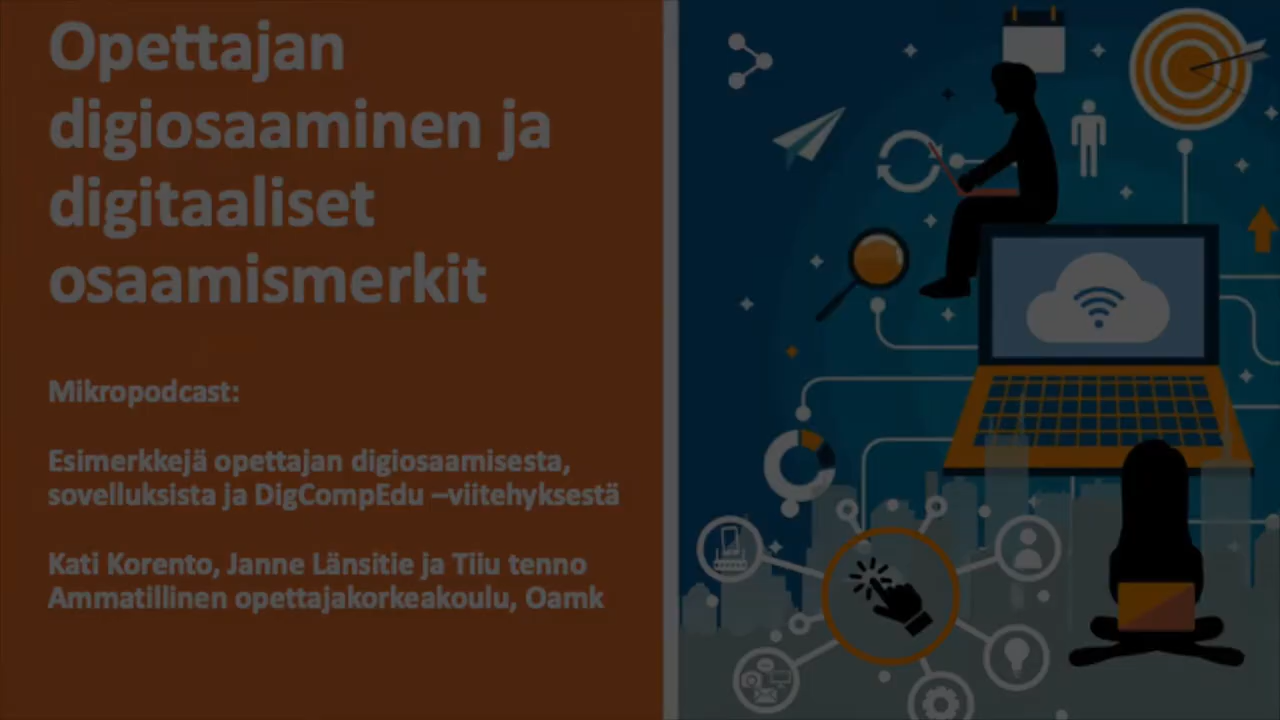 Opettajan
digiosaaminen ja
digitaaliset
osaamismerkit
Mikropodcast:
Esimerkkejä opettajan digiosaamisesta,
sovelluksista ja DigCompEdu –viitehyksestä
Kati Korento, Janne Länsitie ja Tiiu tenno
Ammatillinen opettajakorkeakoulu, Oamk